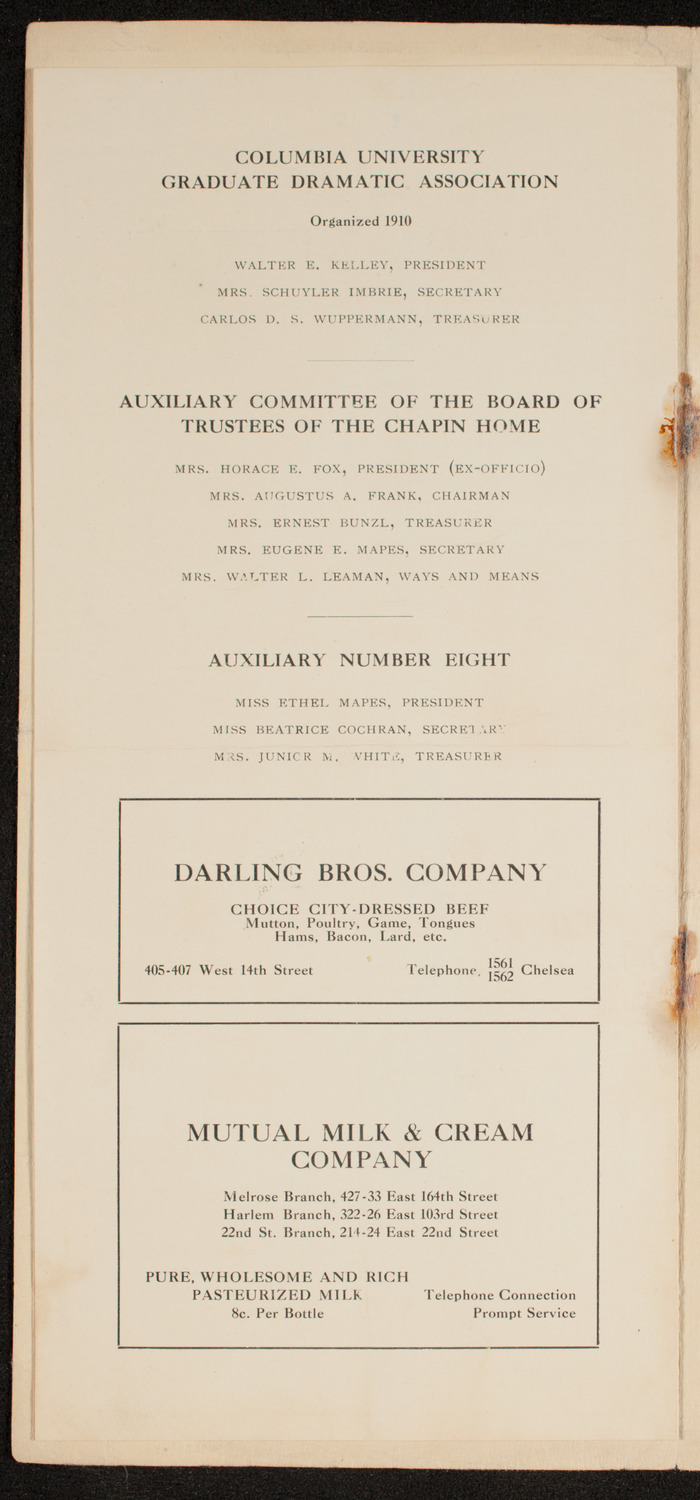 COLUMBIA UNIVERSITY
GRADUATE DRAMATIC ASSOCIATION
Organized 1910
WALTER E. KELLEY, PRESIDENT
MRS. SCHUYLER IMBRIE, SECRETARY
CARLOS D. S. WUPPERMANN, TREASURER
AUXILIARY COMMITTEE OF THE BOARD OF
TRUSTEES OF THE CHAPIN HOME
MRS. HORACE E. FOX, PRESIDENT (EX-OFFICIO)
MRS. AUGUSTUS A. FRANK, CHAIRMAN
MRS. ERNEST BUNZL, TREASURER
MRS. EUGENE E. MAPES, SECRETARY
MRS. WALTER L. LEAMAN, WAYS AND MEANS
AUXILIARY NUMBER EIGHT
MISS ETHEL MAPES, PRESIDENT
MISS BEATRICE COCHRAN, SECRETARY
MRS. JUNIOR M. WHITE, TREASURER
DARLING BROS. COMPANY
CHOICE CITY-DRESSED BEEF
Mutton, Poultry, Game, Tongues
Hams, Bacon, Lard, etc.
405-407 West 14th Street Telephone, 1561 1562 Chelsea
MUTUAL MILK & CREAM
COMPANY
Melrose Branch, 427-33 East 164th Street
Harlem Branch, 322-26 East 103rd Street
22nd St. Branch, 214-24 East 22nd Street
PURE, WHOLESOME AND RICH
PASTEURIZED MILK Telephone Connection
8c. Per Bottle Prompt Service